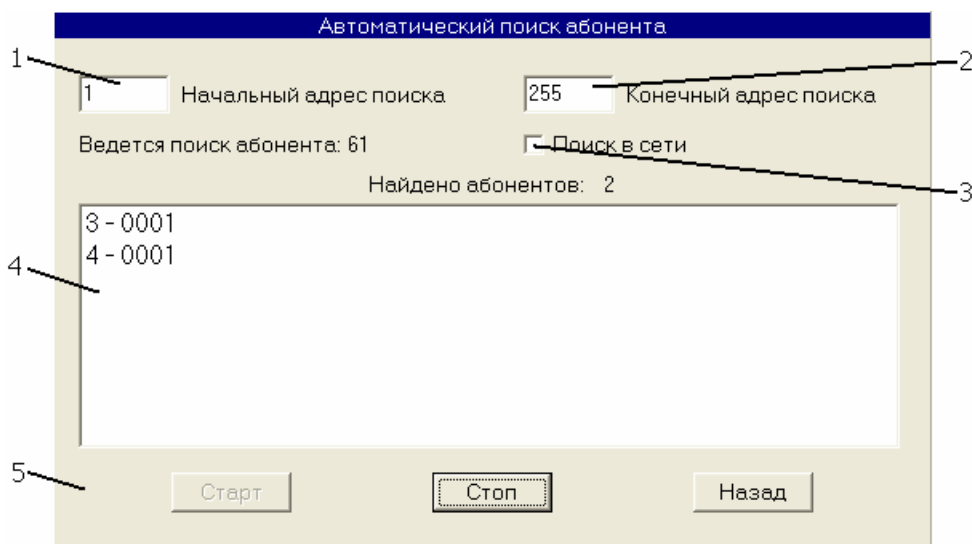 Автоматический поиск абонента
1
2
1 Начальный адрес поиска 255 Конечный адрес поиска
Ведется поиск абонента: 61 Поиск в сети
3
Найдено абонентов: 2
3 - 0001
4 - 0001
4
5
Старт Стоп Назад